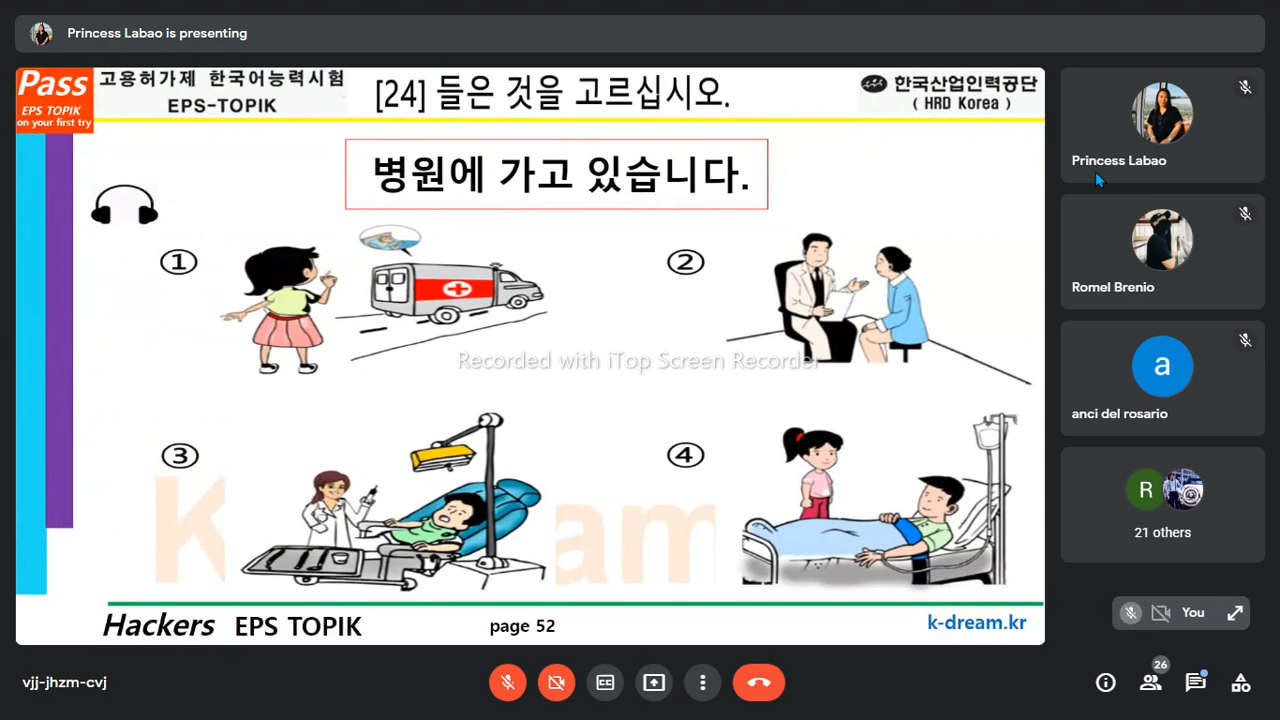 Princess Labao is presenting
Pass
EPS TOPIK
on your first try
고용허가제 한국어능력시험
EPS-TOPIK
[24] 들은 것을 고르십시오.
한국산업인력공단
( HRD Korea )
병원에 가고 있습니다.
①
②
Recorded with iTop Screen Recorder
③
④
K
am
Hackers EPS TOPIK
page 52
k-dream.kr
Princess Labao
Romel Brenio
a
anci del rosario
R
21 others
You
vjj-jhzm-cvj
CC
26